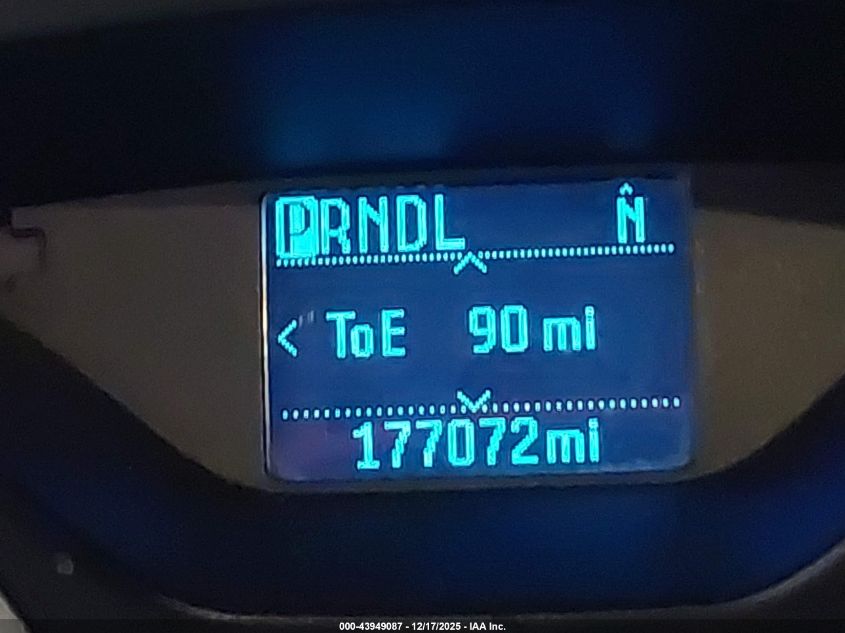 PRNDL N̂
< ToE 90 mi
177072mi
000-43949087 - 12/17/2025 - IAA Inc.